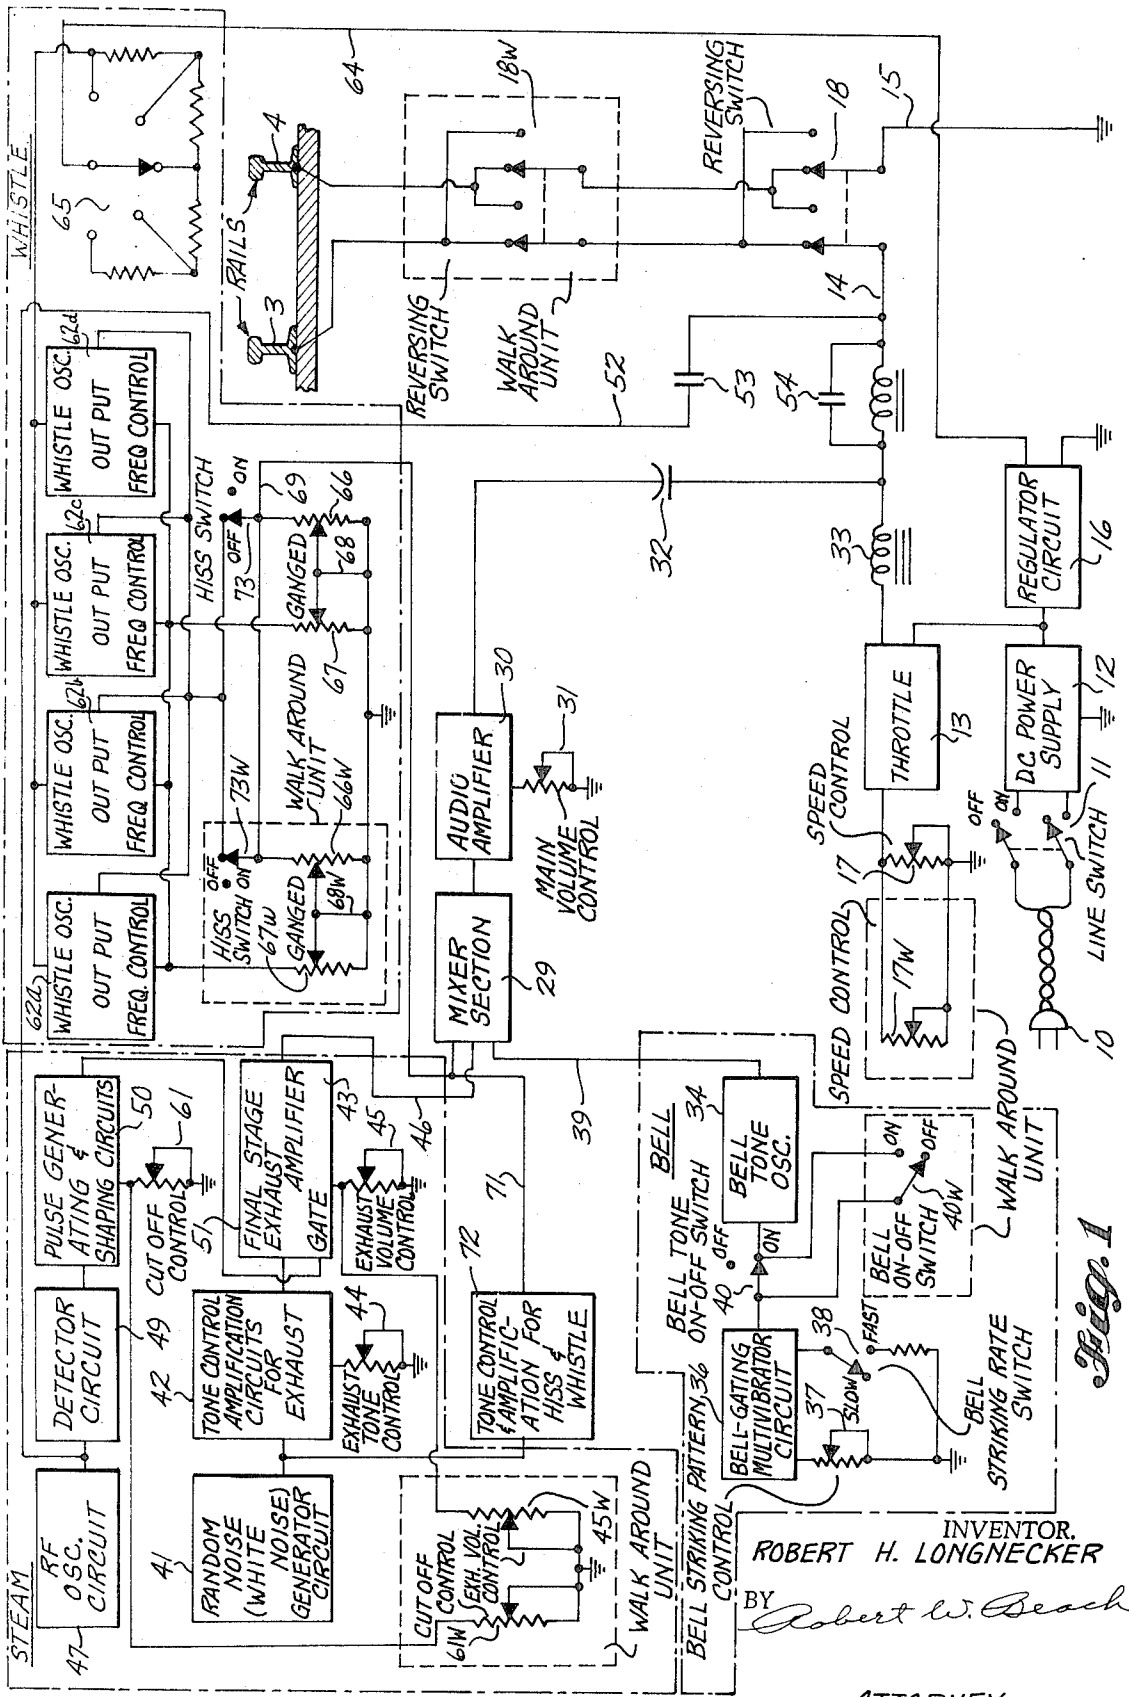 STEAM
RF
OSC.
CIRCUIT
47
DETECTOR
CIRCUIT
49
PULSE GENER-
ATING &
SHAPING CIRCUITS
50
CUT OFF
CONTROL
61
RANDOM
NOISE
(WHITE
NOISE)
GENERATOR
CIRCUIT
41
TONE CONTROL
AMPLIFICATION
CIRCUITS
FOR
EXHAUST
42
EXHAUST
TONE
CONTROL
44
51
FINAL STAGE
EXHAUST
AMPLIFIER
GATE
43
EXHAUST
VOLUME
CONTROL
45
46
CUT OFF
CONTROL
61W
EXH. VOL.
CONTROL
45W
WALK AROUND
UNIT
72
TONE CONTROL
& AMPLIFIC-
ATION FOR
HISS &
WHISTLE
71
WHISTLE
62a
WHISTLE OSC.
OUT PUT
FREQ. CONTROL
62b
WHISTLE OSC.
OUT PUT
FREQ CONTROL
62c
WHISTLE OSC.
OUT PUT
FREQ CONTROL
62d
WHISTLE OSC.
OUT PUT
FREQ CONTROL
65
64
HISS SWITCH
OFF
ON
73
69
GANGED
66
67
68
HISS
SWITCH
OFF
ON
73W
67W
GANGED
66W
68W
WALK AROUND
UNIT
RAILS
3
4
REVERSING
SWITCH
18W
WALK
AROUND
UNIT
REVERSING
SWITCH
18
15
14
52
53
54
32
33
MIXER
SECTION
29
AUDIO
AMPLIFIER
30
31
MAIN
VOLUME
CONTROL
39
BELL
BELL TONE
ON-OFF SWITCH
BELL
TONE
OSC.
34
OFF
ON
40
BELL STRIKING PATTERN
CONTROL
36
BELL-GATING
MULTIVIBRATOR
CIRCUIT
37
SLOW
38
FAST
BELL
STRIKING RATE
SWITCH
BELL
ON-OFF
SWITCH
ON
OFF
40W
WALK AROUND
UNIT
SPEED CONTROL
17W
17
SPEED
CONTROL
THROTTLE
13
REGULATOR
CIRCUIT
16
DC POWER
SUPPLY
12
OFF
ON
11
LINE SWITCH
10
Fig. 1
INVENTOR.
ROBERT H. LONGNECKER
BY Robert W. Beach
ATTORNEY